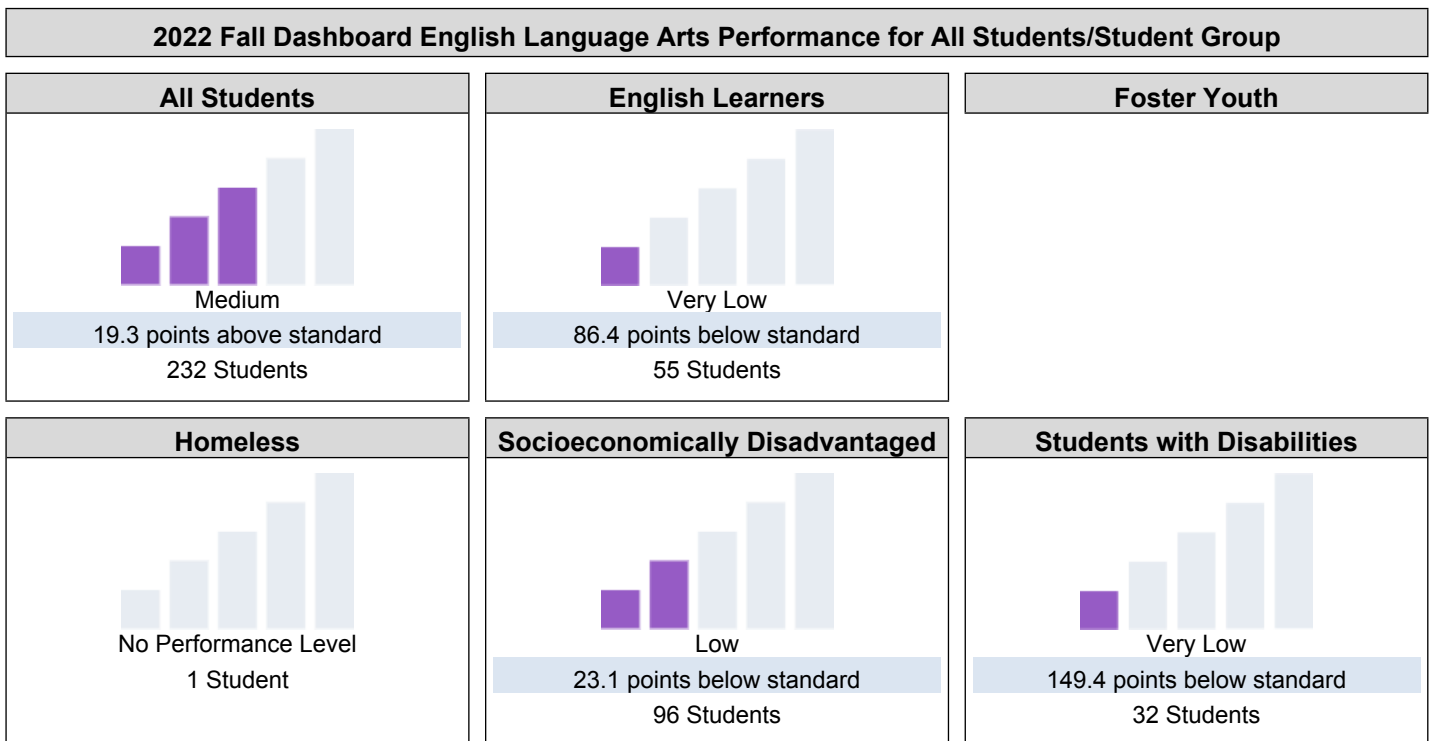 2022 Fall Dashboard English Language Arts Performance for All Students/Student Group
All Students
Medium
19.3 points above standard
232 Students
English Learners
Very Low
86.4 points below standard
55 Students
Foster Youth
Homeless
No Performance Level
1 Student
Socioeconomically Disadvantaged
Low
23.1 points below standard
96 Students
Students with Disabilities
Very Low
149.4 points below standard
32 Students